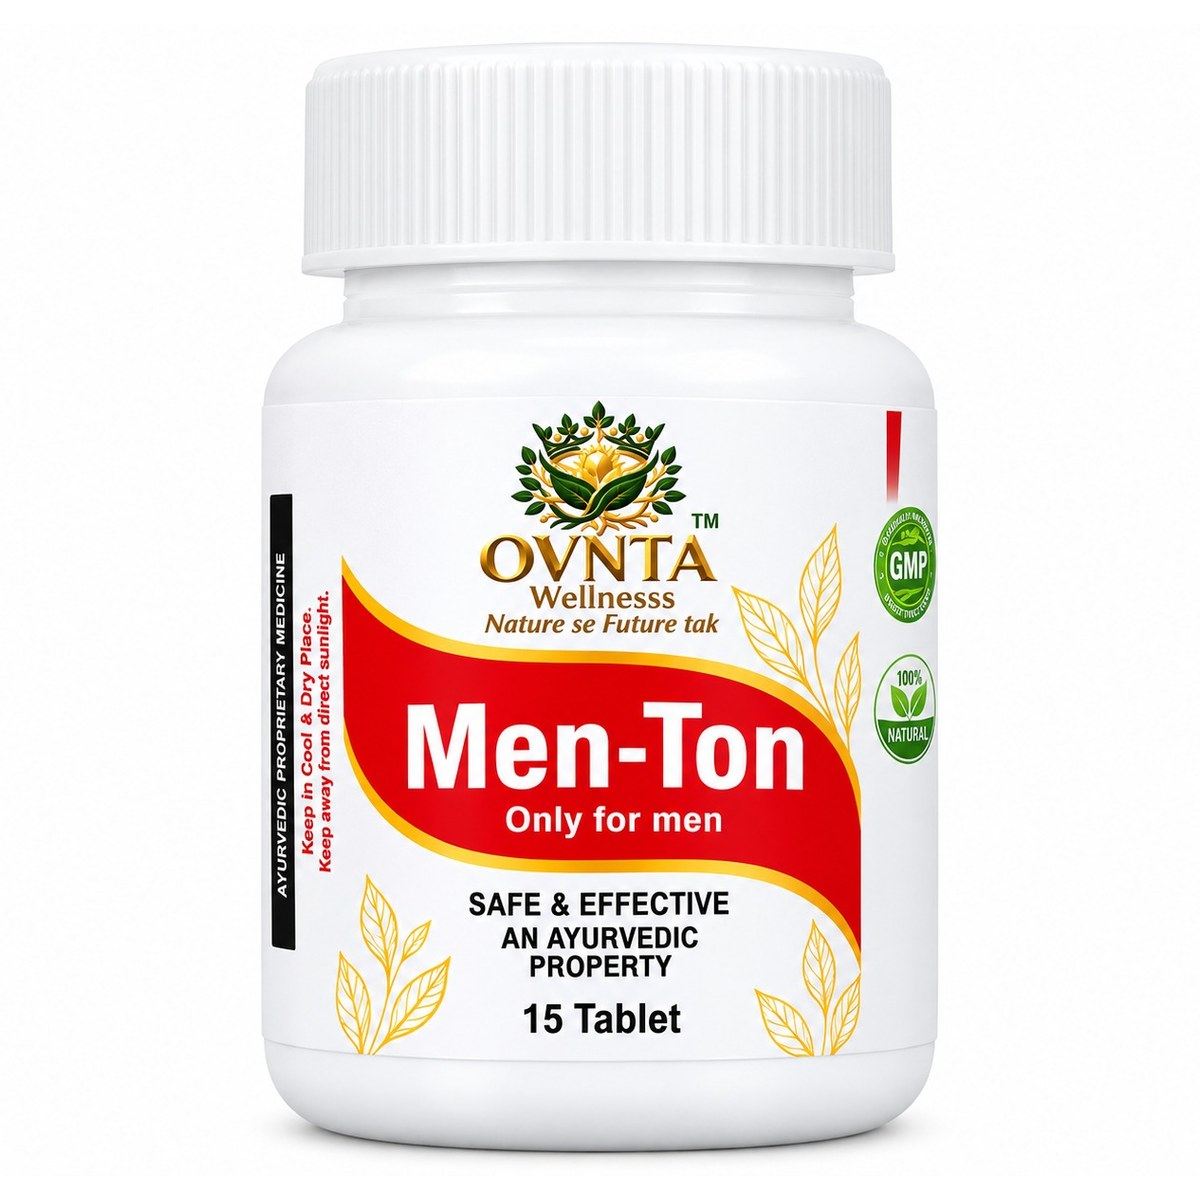 OVNTA
TM
Wellnesss
Nature se Future tak
Men-Ton
Only for men
SAFE & EFFECTIVE
AN AYURVEDIC
PROPERTY
15 Tablet
AYURVEDIC PROPRIETARY MEDICINE
Keep in Cool & Dry Place.
Keep away from direct sunlight.
GMP
100%
NATURAL